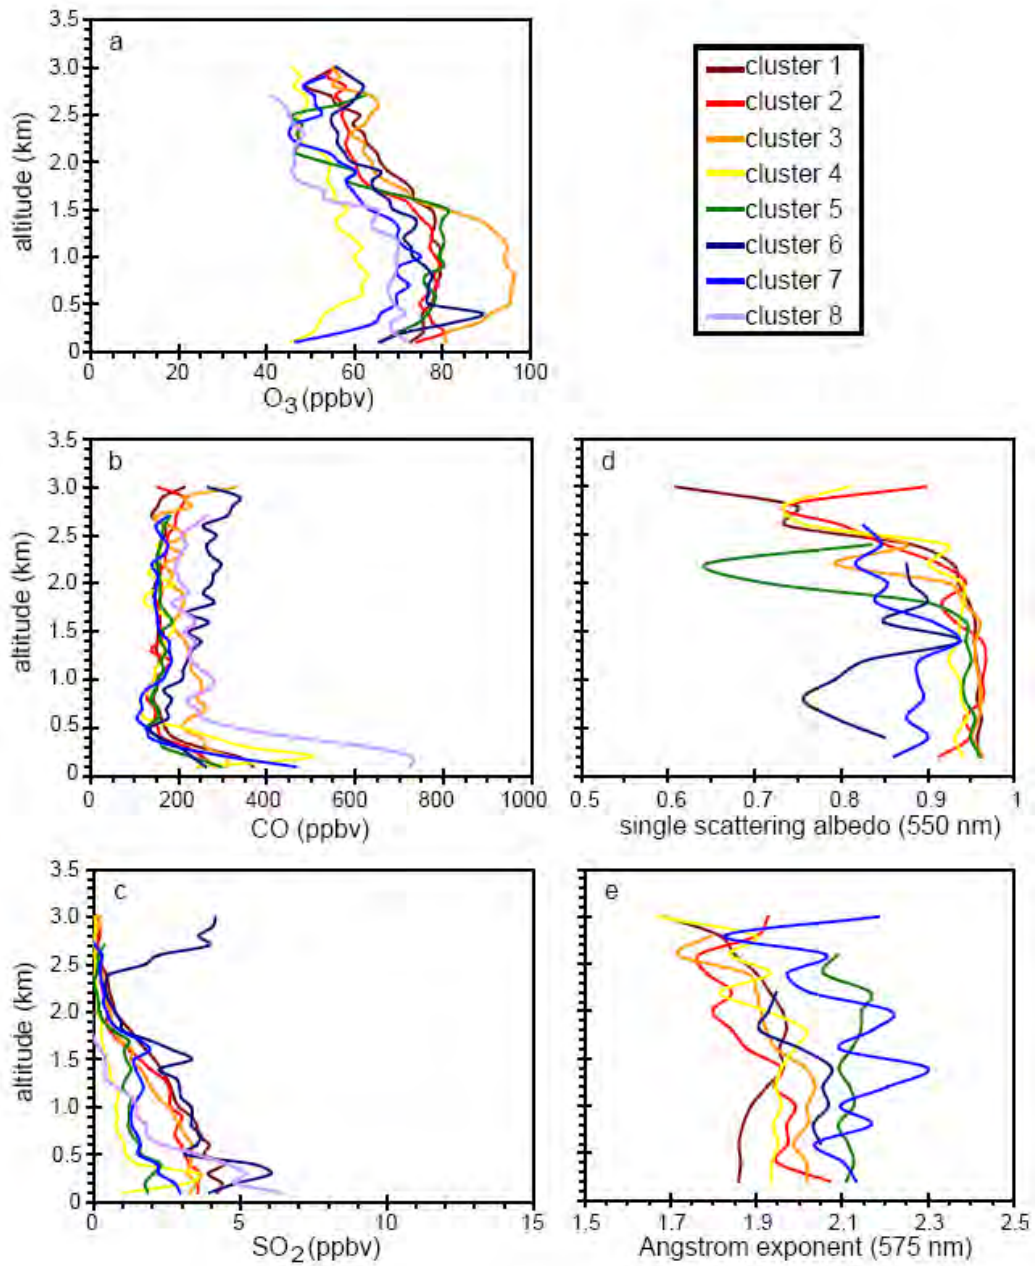 a
3.5
3.0
2.5
2.0
1.5
1.0
0.5
0
altitude (km)
0 20 40 60 80 100
O3 (ppbv)
cluster 1
cluster 2
cluster 3
cluster 4
cluster 5
cluster 6
cluster 7
cluster 8
b
3.5
3.0
2.5
2.0
1.5
1.0
0.5
0
altitude (km)
0 200 400 600 800 1000
CO (ppbv)
d
0.5 0.6 0.7 0.8 0.9 1
single scattering albedo (550 nm)
c
3.5
3.0
2.5
2.0
1.5
1.0
0.5
0
altitude (km)
0 5 10 15
SO2 (ppbv)
e
1.5 1.7 1.9 2.1 2.3 2.5
Angstrom exponent (575 nm)